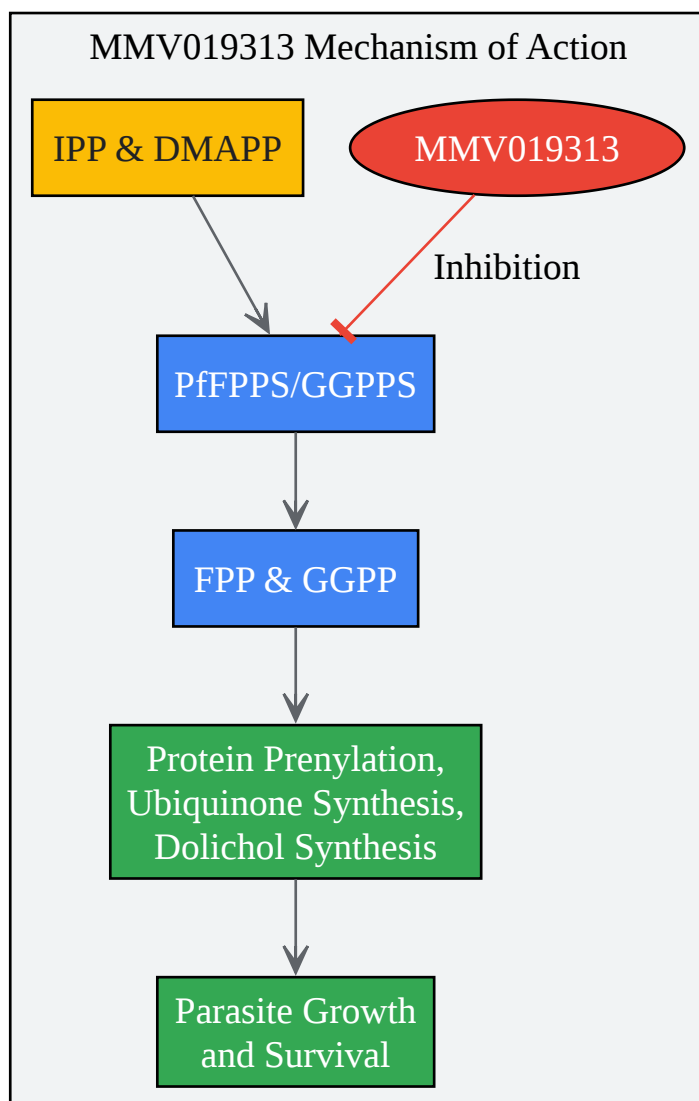 MMV019313 Mechanism of Action
IPP & DMAPP
MMV019313
Inhibition
PfFPPS/GGPPS
FPP & GGPP
Protein Prenylation,
Ubiquinone Synthesis,
Dolichol Synthesis
Parasite Growth
and Survival